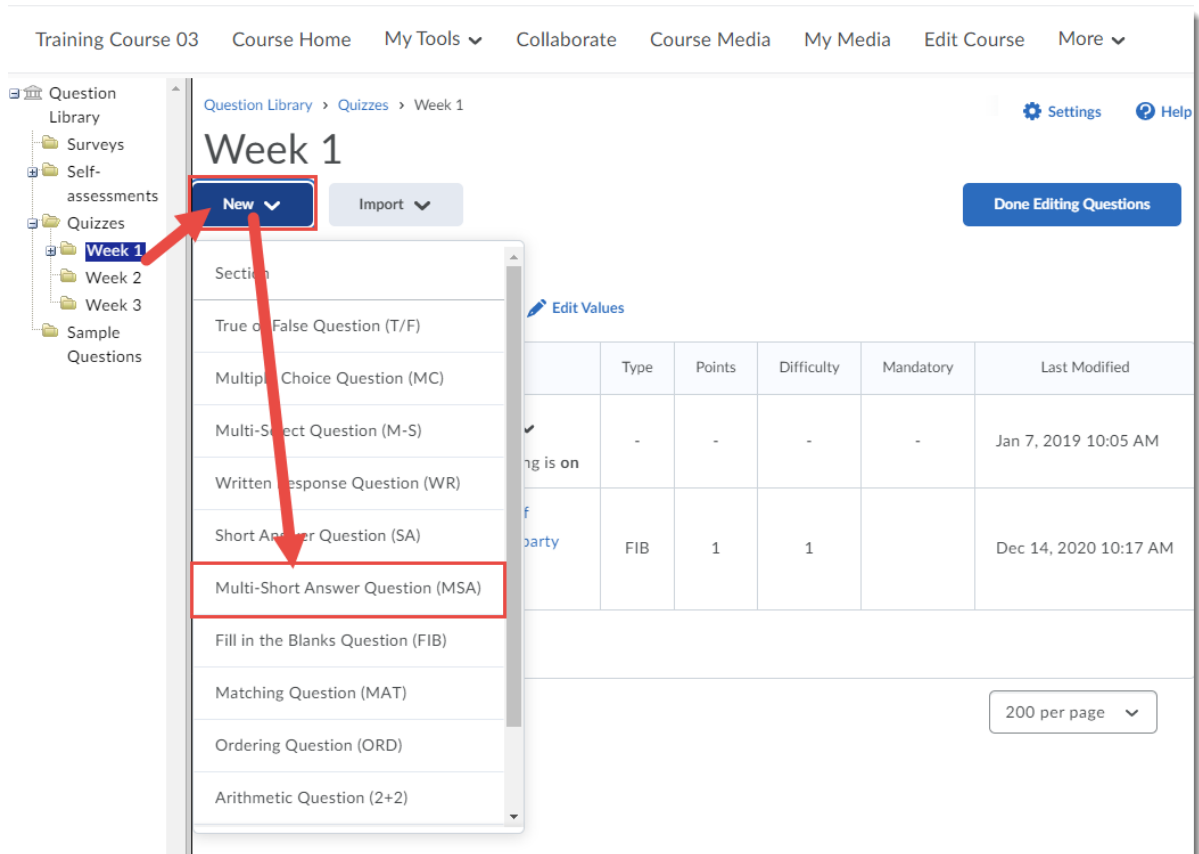 Training Course 03 Course Home My Tools Collaborate Course Media My Media Edit Course More
Question
Library
Surveys
Self-
assessments
Quizzes
Week 1
Week 2
Week 3
Sample
Questions
Question Library › Quizzes › Week 1
Settings Help
Week 1
New Import Done Editing Questions
Section
True or False Question (T/F)
Multiple Choice Question (MC)
Multi-Select Question (M-S)
Written Response Question (WR)
Short Answer Question (SA)
Multi-Short Answer Question (MSA)
Fill in the Blanks Question (FIB)
Matching Question (MAT)
Ordering Question (ORD)
Arithmetic Question (2+2)
Edit Values
Type Points Difficulty Mandatory Last Modified
- - - - Jan 7, 2019 10:05 AM
ng is on
f
party
FIB 1 1 Dec 14, 2020 10:17 AM
200 per page